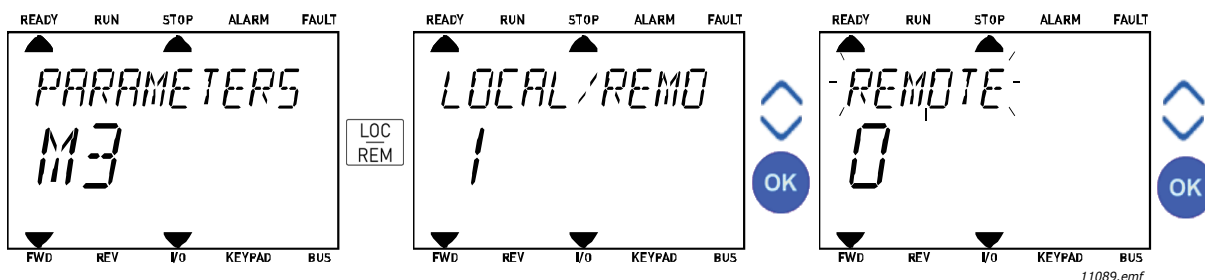 READY RUN STOP ALARM FAULT
PARAMETERS
M3
FWD REV I/O KEYPAD BUS
LOC
REM
READY RUN STOP ALARM FAULT
LOCAL/REMO
1
FWD REV I/O KEYPAD BUS
OK
READY RUN STOP ALARM FAULT
REMOTE
0
FWD REV I/O KEYPAD BUS
OK
11089.emf